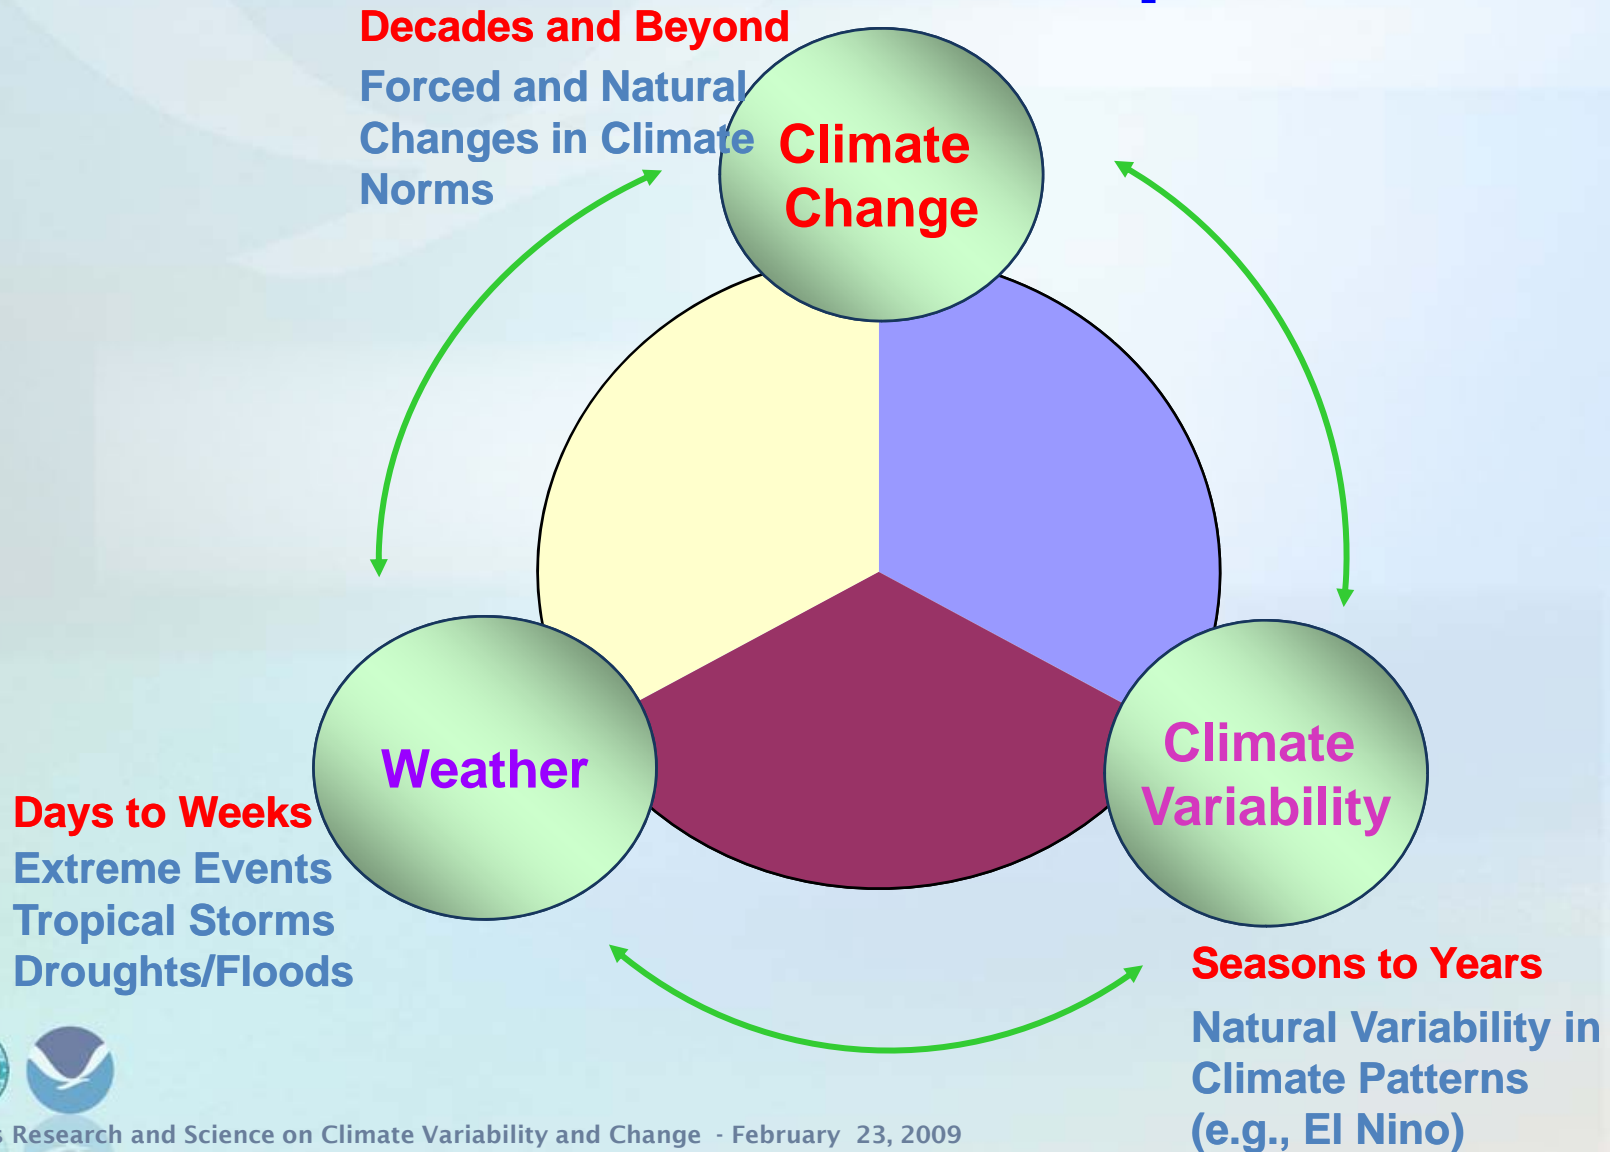 Decades and Beyond
Forced and Natural
Changes in Climate
Norms
Climate
Change
Weather
Days to Weeks
Extreme Events
Tropical Storms
Droughts/Floods
Climate
Variability
Seasons to Years
Natural Variability in
Climate Patterns
(e.g., El Nino)
Research and Science on Climate Variability and Change - February 23, 2009